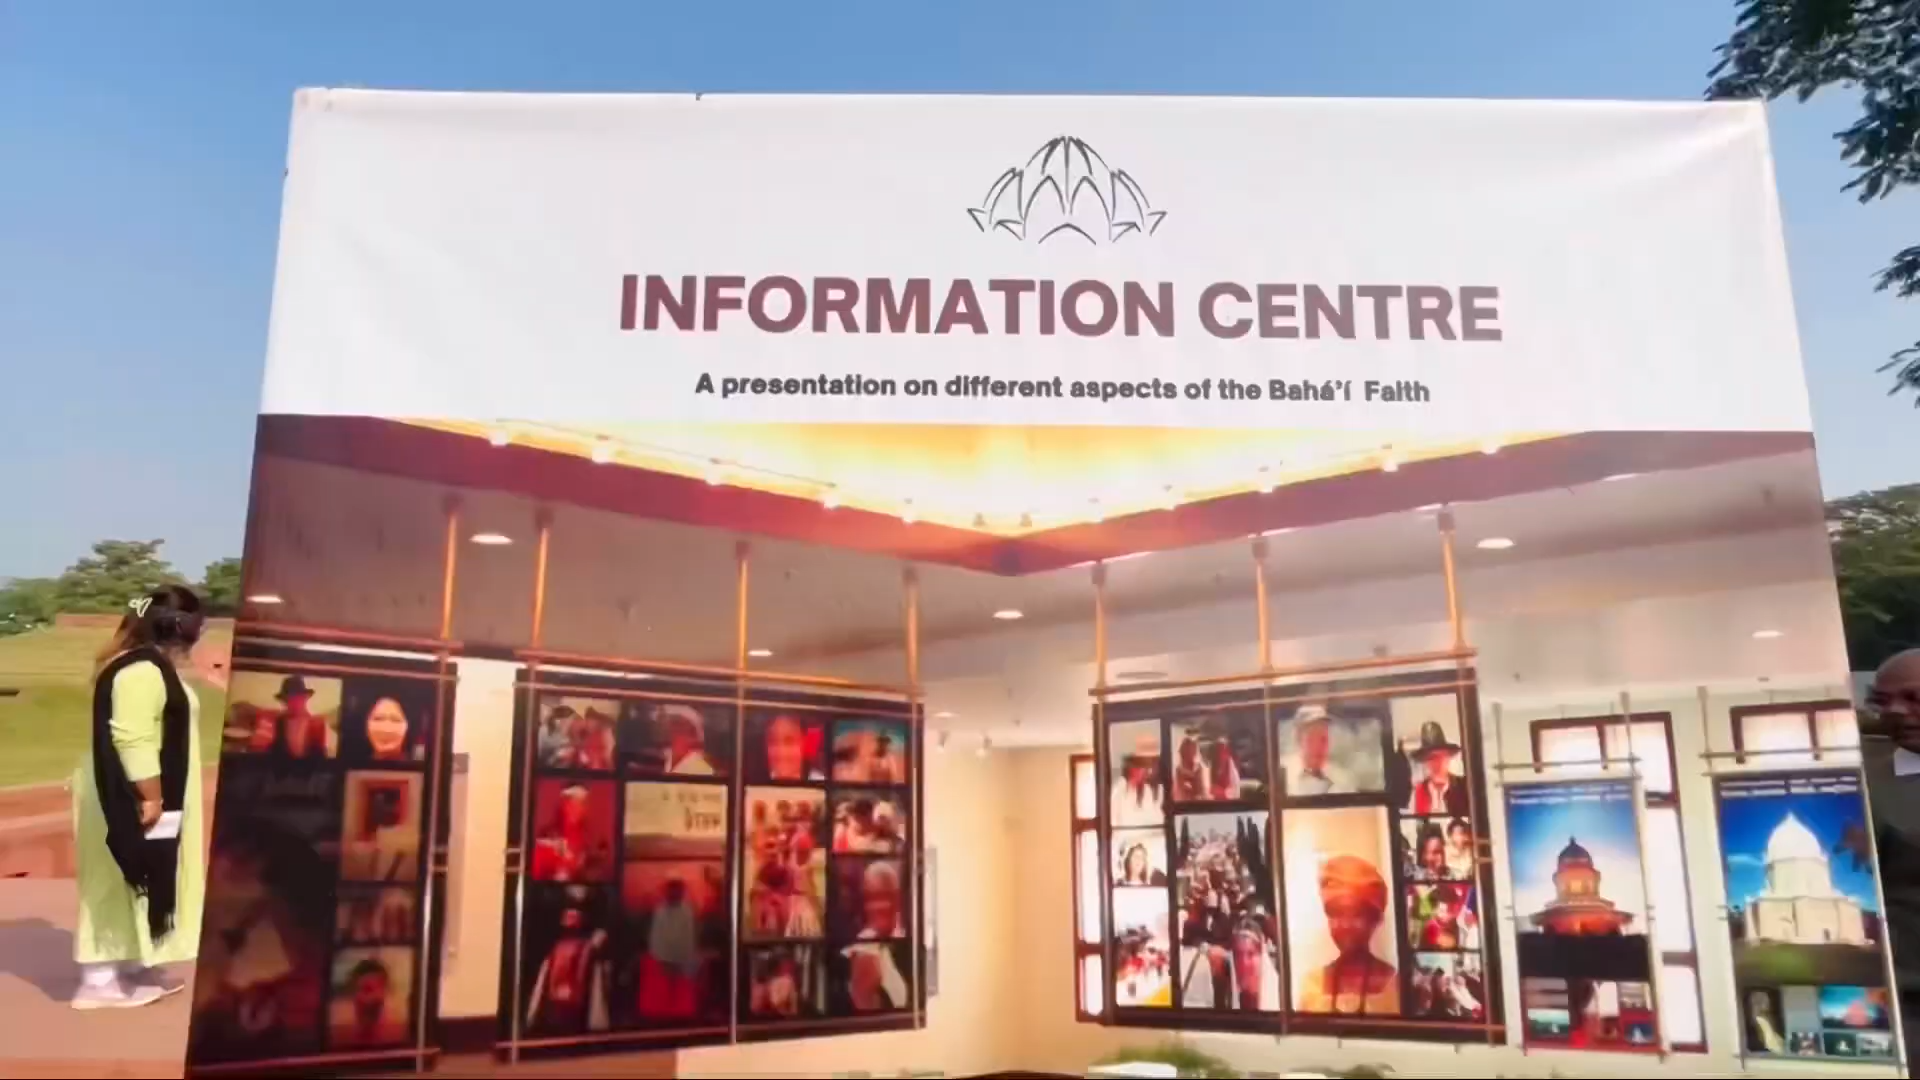 INFORMATION CENTRE
A presentation on different aspects of the Bahá'í Faith